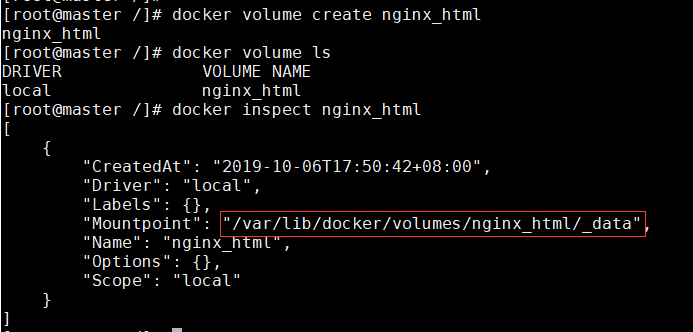 [root@master /]# docker volume create nginx_html
nginx_html
[root@master /]# docker volume ls
DRIVER              VOLUME NAME
local               nginx_html
[root@master /]# docker inspect nginx_html
[
    {
        "CreatedAt": "2019-10-06T17:50:42+08:00",
        "Driver": "local",
        "Labels": {},
        "Mountpoint": "/var/lib/docker/volumes/nginx_html/_data",
        "Name": "nginx_html",
        "Options": {},
        "Scope": "local"
    }
]